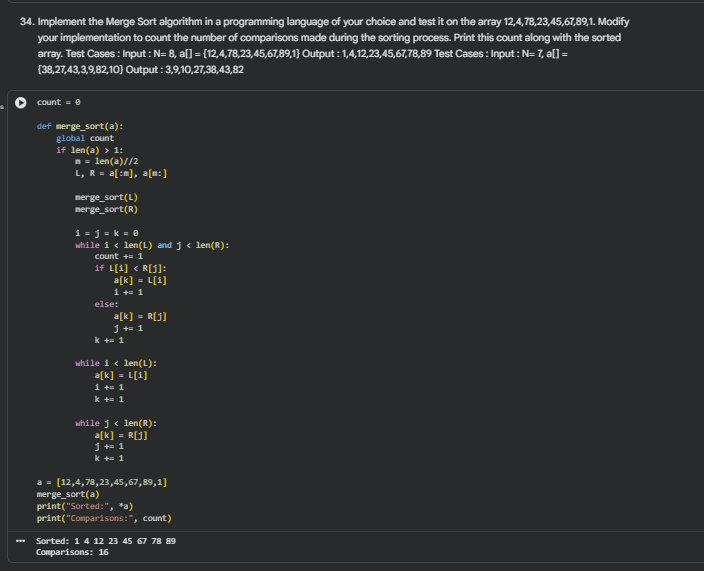 34. Implement the Merge Sort algorithm in a programming language of your choice and test it on the array 12,4,78,23,45,67,89,1. Modify
your implementation to count the number of comparisons made during the sorting process. Print this count along with the sorted
array. Test Cases : Input : N= 8, a[] = {12,4,78,23,45,67,89,1} Output : 1,4,12,23,45,67,78,89 Test Cases : Input : N= 7, a[] =
{38,27,43,3,9,82,10} Output : 3,9,10,27,38,43,82
count = 0
def merge_sort(a):
    global count
    if len(a) > 1:
        m = len(a)//2
        L, R = a[:m], a[m:]
        merge_sort(L)
        merge_sort(R)
        i = j = k = 0
        while i < len(L) and j < len(R):
            count += 1
            if L[i] < R[j]:
                a[k] = L[i]
                i += 1
            else:
                a[k] = R[j]
                j += 1
            k += 1
        while i < len(L):
            a[k] = L[i]
            i += 1
            k += 1
        while j < len(R):
            a[k] = R[j]
            j += 1
            k += 1
a = [12,4,78,23,45,67,89,1]
merge_sort(a)
print("Sorted:", *a)
print("Comparisons:", count)
Sorted: 1 4 12 23 45 67 78 89
Comparisons: 16